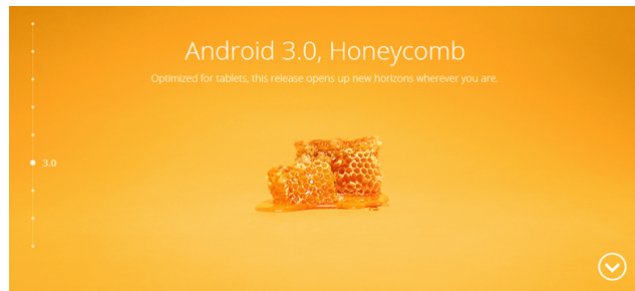 Android 3.0, Honeycomb
Optimized for tablets, this release opens up new horizons wherever you are.
3.0